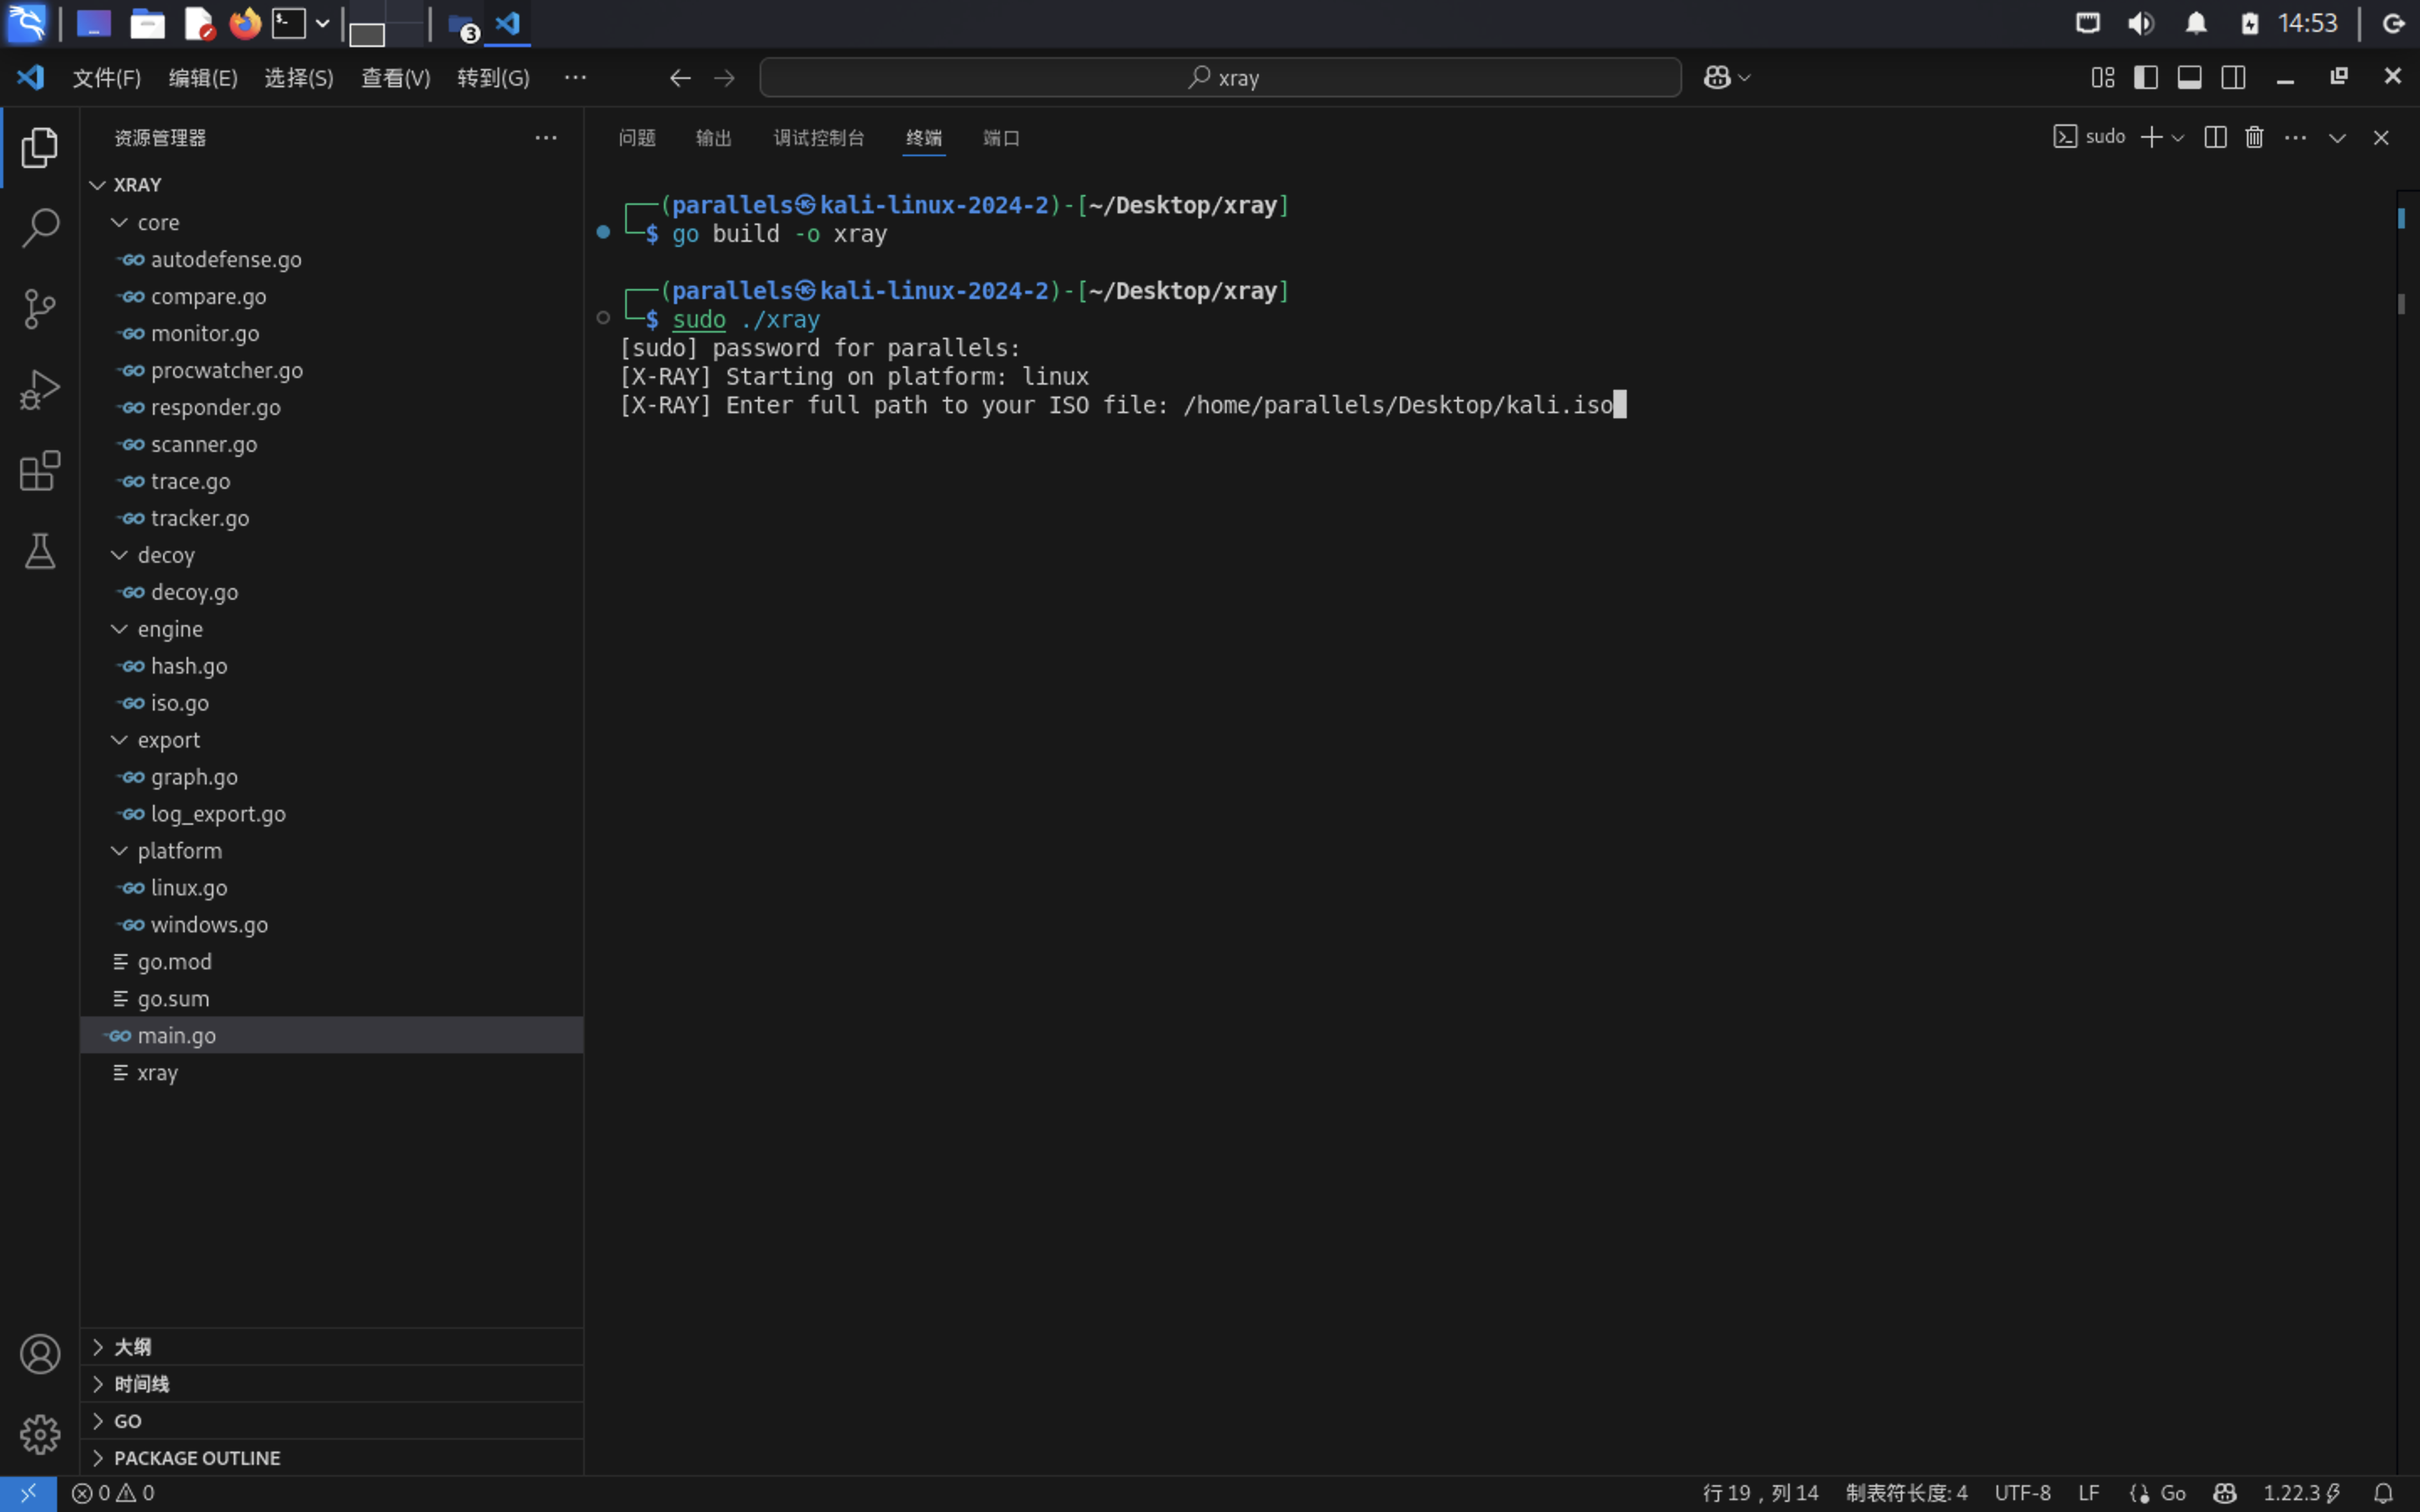 14:53
文件(F) 编辑(E) 选择(S) 查看(V) 转到(G) ··· xray
资源管理器
XRAY
core
autodefense.go
compare.go
monitor.go
procwatcher.go
responder.go
scanner.go
trace.go
tracker.go
decoy
decoy.go
engine
hash.go
iso.go
export
graph.go
log_export.go
platform
linux.go
windows.go
go.mod
go.sum
main.go
xray
大纲
时间线
GO
PACKAGE OUTLINE
问题 输出 调试控制台 终端 端口 sudo
┌──(parallels㉿kali-linux-2024-2)-[~/Desktop/xray]
└─$ go build -o xray
┌──(parallels㉿kali-linux-2024-2)-[~/Desktop/xray]
└─$ sudo ./xray
[sudo] password for parallels:
[X-RAY] Starting on platform: linux
[X-RAY] Enter full path to your ISO file: /home/parallels/Desktop/kali.iso
0 0 行 19，列 14 制表符长度: 4 UTF-8 LF Go 1.22.3